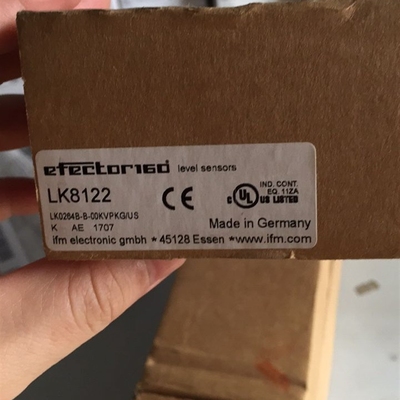 efector160 level sensors
LK8122
LK0264B-B-00KVPKG/US
K AE 1707
CE
c UL US LISTED
IND. CONT.
EQ. 11ZA
Made in Germany
ifm electronic gmbh * 45128 Essen * www.ifm.com